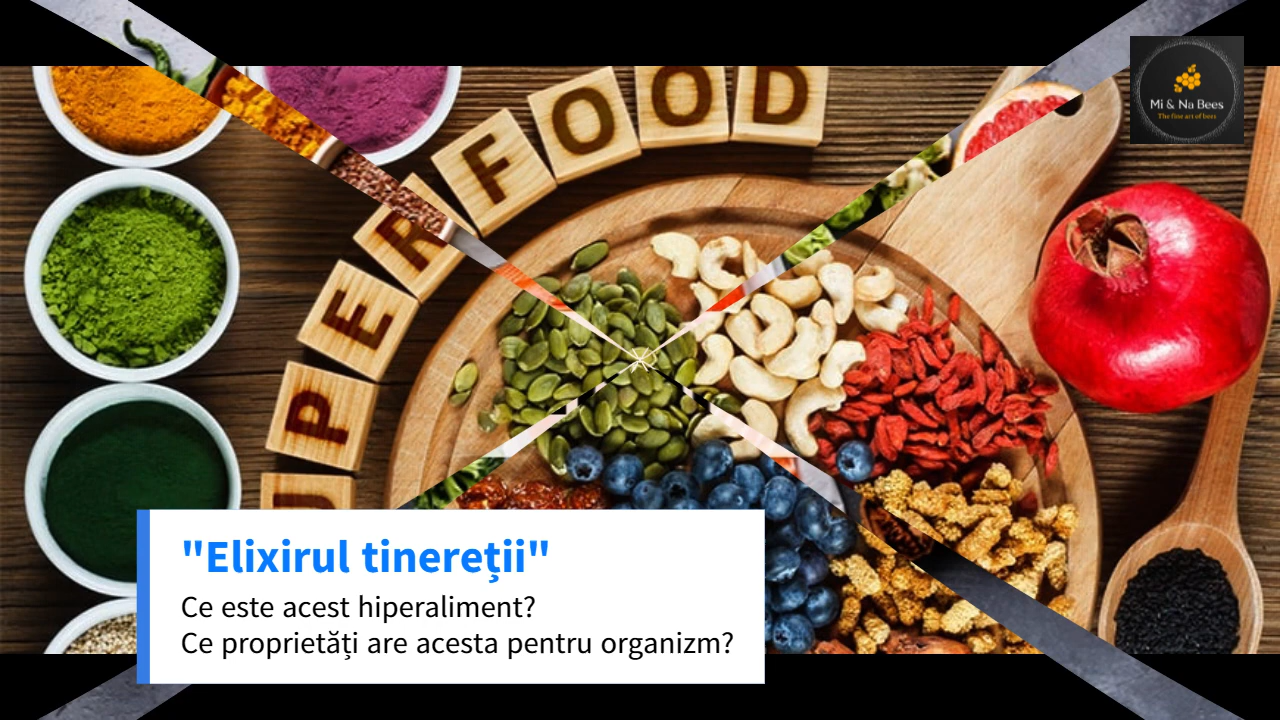 UPER FOOD
Mi & Na Bees
The fine art of bees
"Elixirul tinereții"
Ce este acest hiperaliment?
Ce proprietăți are acesta pentru organizm?